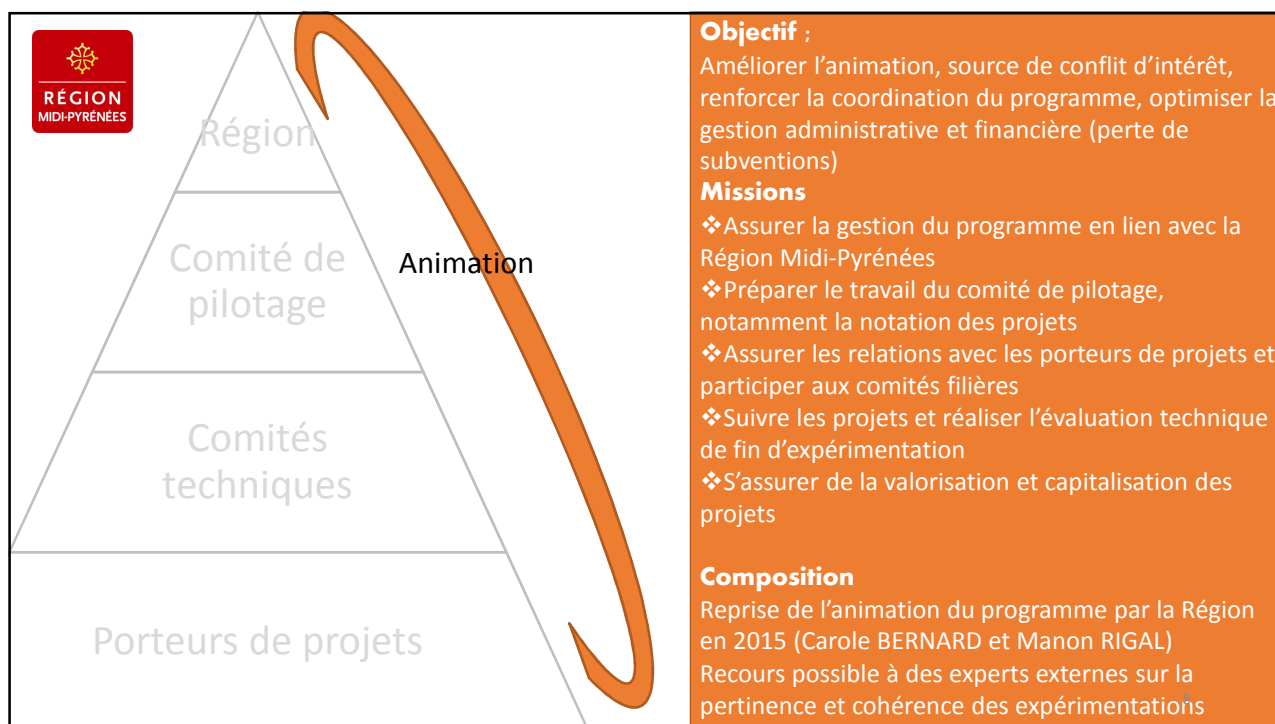 RÉGION
MIDI-PYRÉNÉES
Région
Comité de
pilotage
Comités
techniques
Porteurs de projets
Animation
Objectif ;
Améliorer l’animation, source de conflit d’intérêt,
renforcer la coordination du programme, optimiser la
gestion administrative et financière (perte de
subventions)
Missions
❖Assurer la gestion du programme en lien avec la
Région Midi-Pyrénées
❖Préparer le travail du comité de pilotage,
notamment la notation des projets
❖Assurer les relations avec les porteurs de projets et
participer aux comités filières
❖Suivre les projets et réaliser l’évaluation technique
de fin d’expérimentation
❖S’assurer de la valorisation et capitalisation des
projets
Composition
Reprise de l’animation du programme par la Région
en 2015 (Carole BERNARD et Manon RIGAL)
Recours possible à des experts externes sur la
pertinence et cohérence des expérimentations